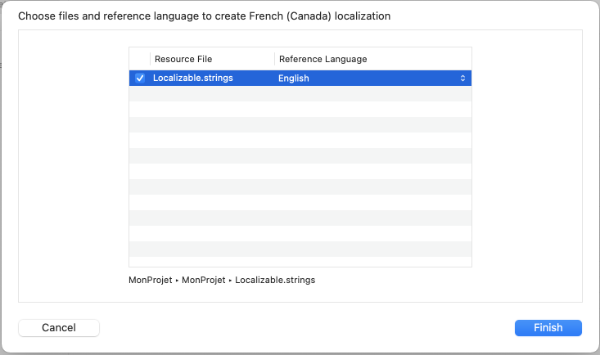 Choose files and reference language to create French (Canada) localization
Resource File Reference Language
Localizable.strings English
MonProjet ▸ MonProjet ▸ Localizable.strings
Cancel Finish